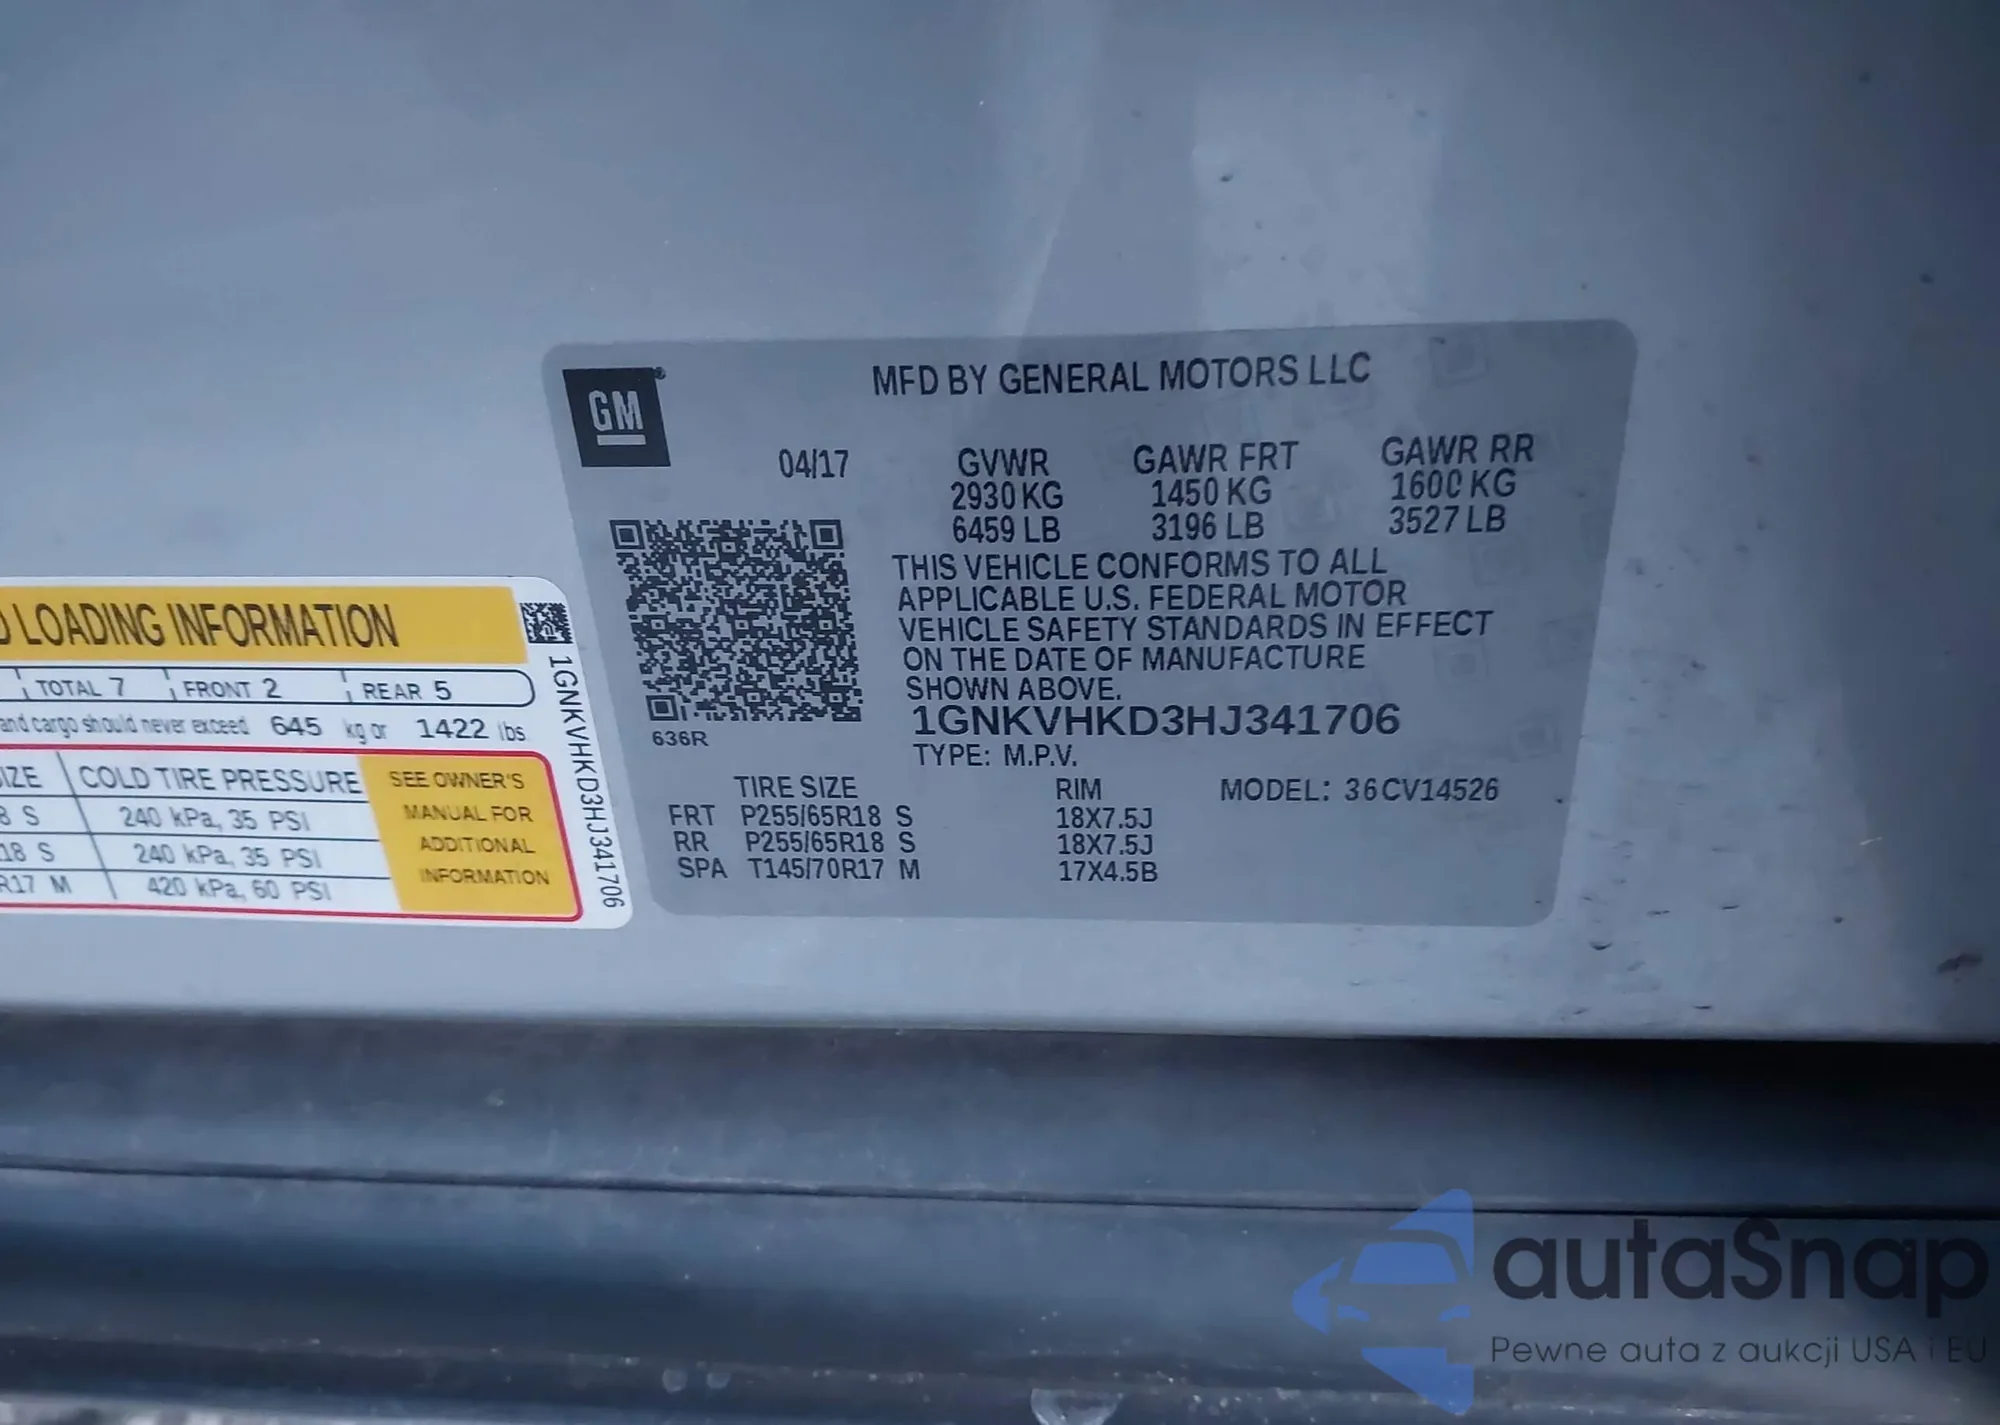 GM
MFD BY GENERAL MOTORS LLC
04/17
GVWR GAWR FRT GAWR RR
2930 KG 1450 KG 1600 KG
6459 LB 3196 LB 3527 LB
THIS VEHICLE CONFORMS TO ALL
APPLICABLE U.S. FEDERAL MOTOR
VEHICLE SAFETY STANDARDS IN EFFECT
ON THE DATE OF MANUFACTURE
SHOWN ABOVE.
1GNKVHKD3HJ341706
636R
TYPE: M.P.V.
TIRE SIZE RIM MODEL: 36CV14526
FRT P255/65R18 S 18X7.5J
RR P255/65R18 S 18X7.5J
SPA T145/70R17 M 17X4.5B
LOADING INFORMATION
TOTAL 7 FRONT 2 REAR 5
and cargo should never exceed 645 kg or 1422 lbs
IZE COLD TIRE PRESSURE
8 S 240 kPa, 35 PSI
18 S 240 kPa, 35 PSI
R17 M 420 kPa, 60 PSI
SEE OWNER'S
MANUAL FOR
ADDITIONAL
INFORMATION
1GNKVHKD3HJ341706
autaSnap
Pewne auta z aukcji USA i EU